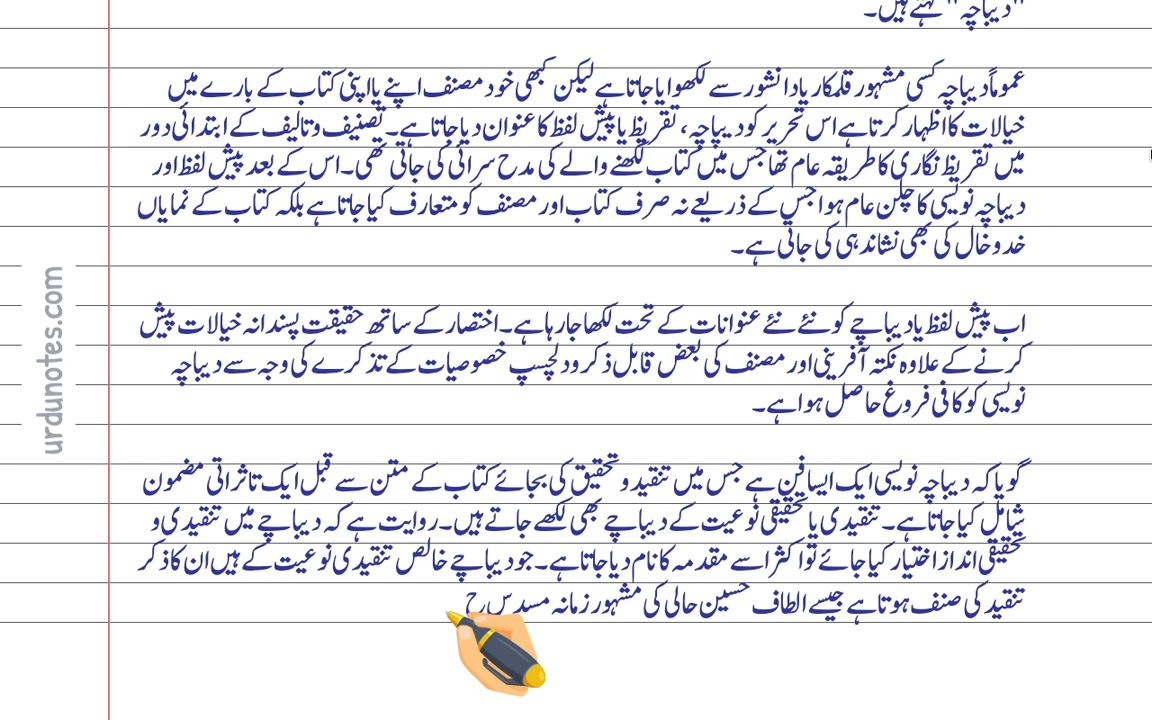 "دیباچہ" کہتے ہیں۔
عموماً دیباچہ کسی مشہور قلمکار یا دانشور سے لکھوایا جاتا ہے لیکن کبھی خود مصنف اپنے یا اپنی کتاب کے بارے میں
خیالات کا اظہار کرتا ہے اس تحریر کو دیباچہ، تقریظ یا پیش لفظ کا عنوان دیا جاتا ہے۔ تصنیف و تالیف کے ابتدائی دور
میں تقریظ نگاری کا طریقہ عام تھا جس میں کتاب لکھنے والے کی مدح سرائی کی جاتی تھی۔ اس کے بعد پیش لفظ اور
دیباچہ نویسی کا چلن عام ہوا جس کے ذریعے نہ صرف کتاب اور مصنف کو متعارف کیا جاتا ہے بلکہ کتاب کے نمایاں
خدوخال کی بھی نشاندہی کی جاتی ہے۔
اب پیش لفظ یا دیباچے کو نئے نئے عنوانات کے تحت لکھا جا رہا ہے۔ اختصار کے ساتھ حقیقت پسندانہ خیالات پیش
کرنے کے علاوہ نکتہ آفرینی اور مصنف کی بعض قابل ذکر و دلچسپ خصوصیات کے تذکرے کی وجہ سے دیباچہ
نویسی کو کافی فروغ حاصل ہوا ہے۔
گویا کہ دیباچہ نویسی ایک ایسا فن ہے جس میں تنقید و تحقیق کی بجائے کتاب کے متن سے قبل ایک تاثراتی مضمون
شامل کیا جاتا ہے۔ تنقیدی یا تحقیقی نوعیت کے دیباچے بھی لکھے جاتے ہیں۔ روایت ہے کہ دیباچے میں تنقیدی و
تحقیقی انداز اختیار کیا جائے تو اکثر اسے مقدمہ کا نام دیا جاتا ہے۔ جو دیباچے خالص تنقیدی نوعیت کے ہیں ان کا ذکر
تنقید کی صنف ہوتا ہے جیسے الطاف حسین حالی کی مشہور زمانہ مسدس
urdunotes.com